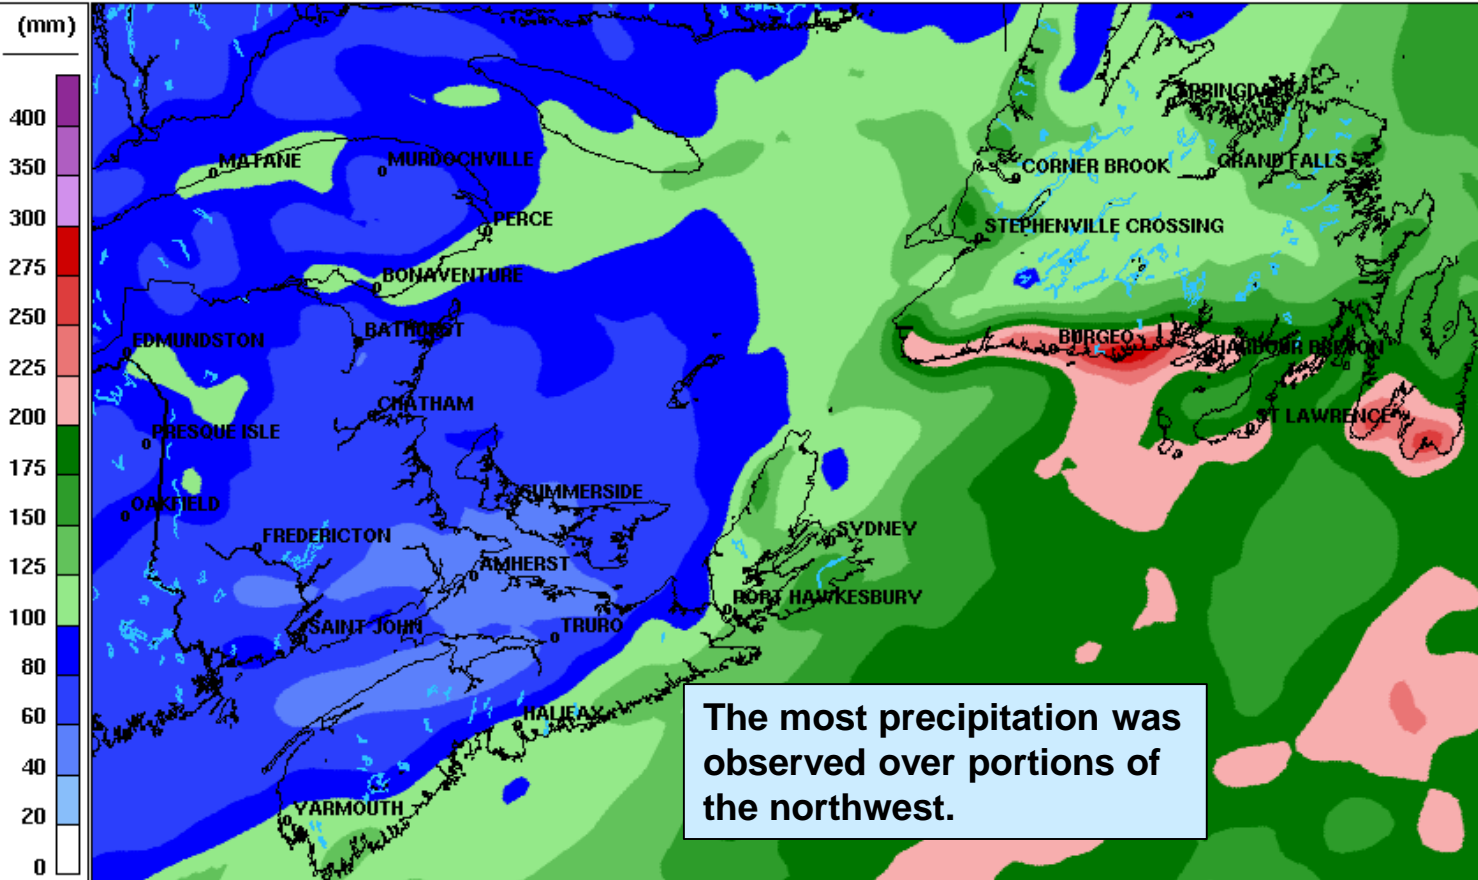 (mm)
400
350
300
275
250
225
200
175
150
125
100
80
60
40
20
0
SPRINGDALE
MATANE
MURDOCHVILLE
CORNER BROOK
GRAND FALLS
PERCE
STEPHENVILLE CROSSING
BONAVENTURE
BATHURST
EDMUNDSTON
BURGEO
HARBOUR BRETON
CHATHAM
ST LAWRENCE
PRESQUE ISLE
SUMMERSIDE
OAKFIELD
FREDERICTON
SYDNEY
AMHERST
PORT HAWKESBURY
SAINT JOHN
TRURO
HALIFAX
YARMOUTH
The most precipitation was
observed over portions of
the northwest.